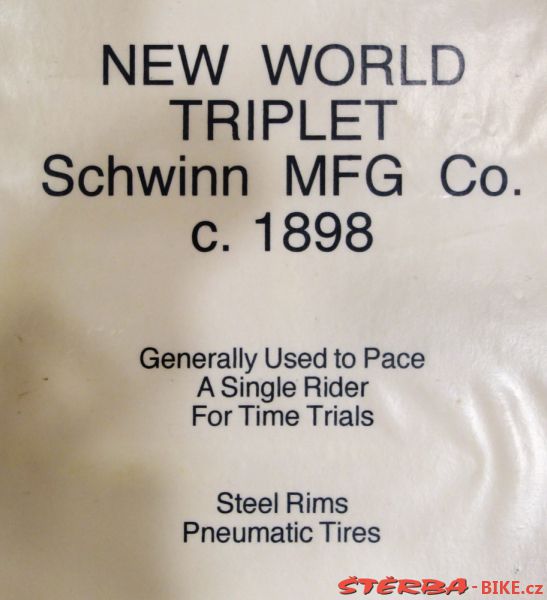 NEW WORLD
TRIPLET
Schwinn MFG Co.
c. 1898
Generally Used to Pace
A Single Rider
For Time Trials
Steel Rims
Pneumatic Tires
ŠTĚRBA-BIKE.cz